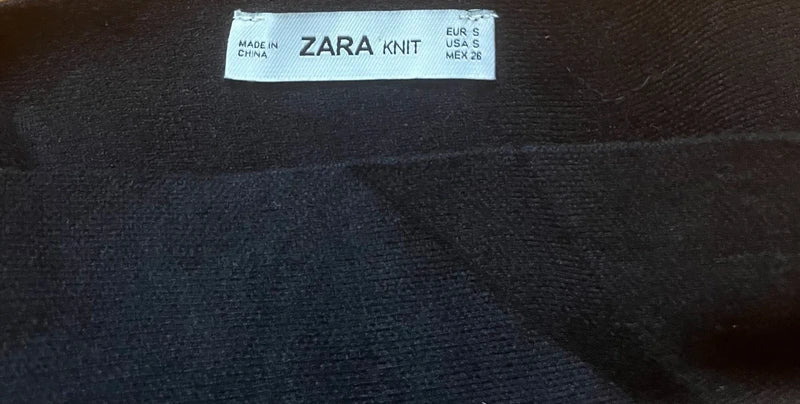 MADE IN
CHINA
ZARA KNIT
EUR S
USA S
MEX 26